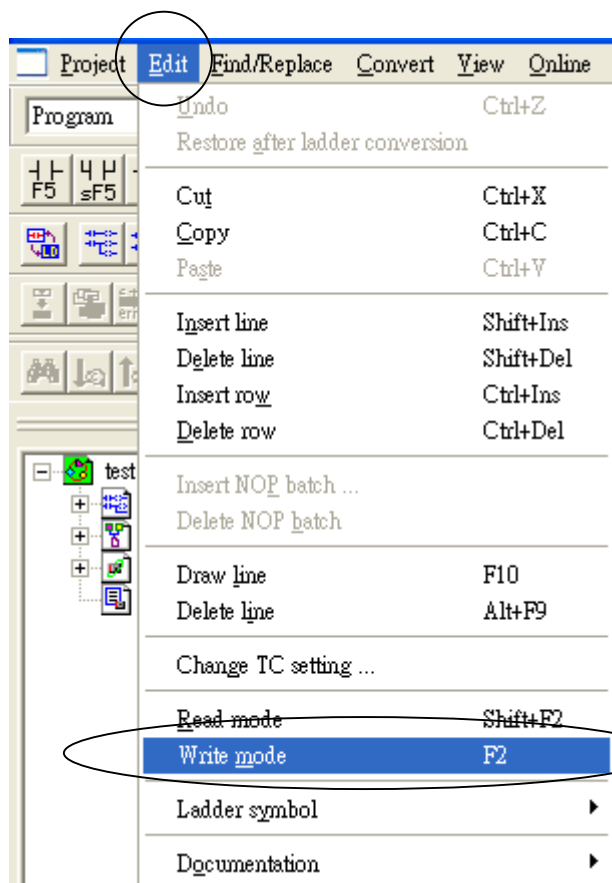 Project Edit Find/Replace Convert View Online
Program
Undo Ctrl+Z
Restore after ladder conversion
F5 sF5
Cut Ctrl+X
Copy Ctrl+C
LD
Paste Ctrl+V
err
Insert line Shift+Ins
Delete line Shift+Del
Insert row Ctrl+Ins
Delete row Ctrl+Del
test
Insert NOP batch ...
Delete NOP batch
Draw line F10
Delete line Alt+F9
Change TC setting ...
Read mode Shift+F2
Write mode F2
Ladder symbol
Documentation